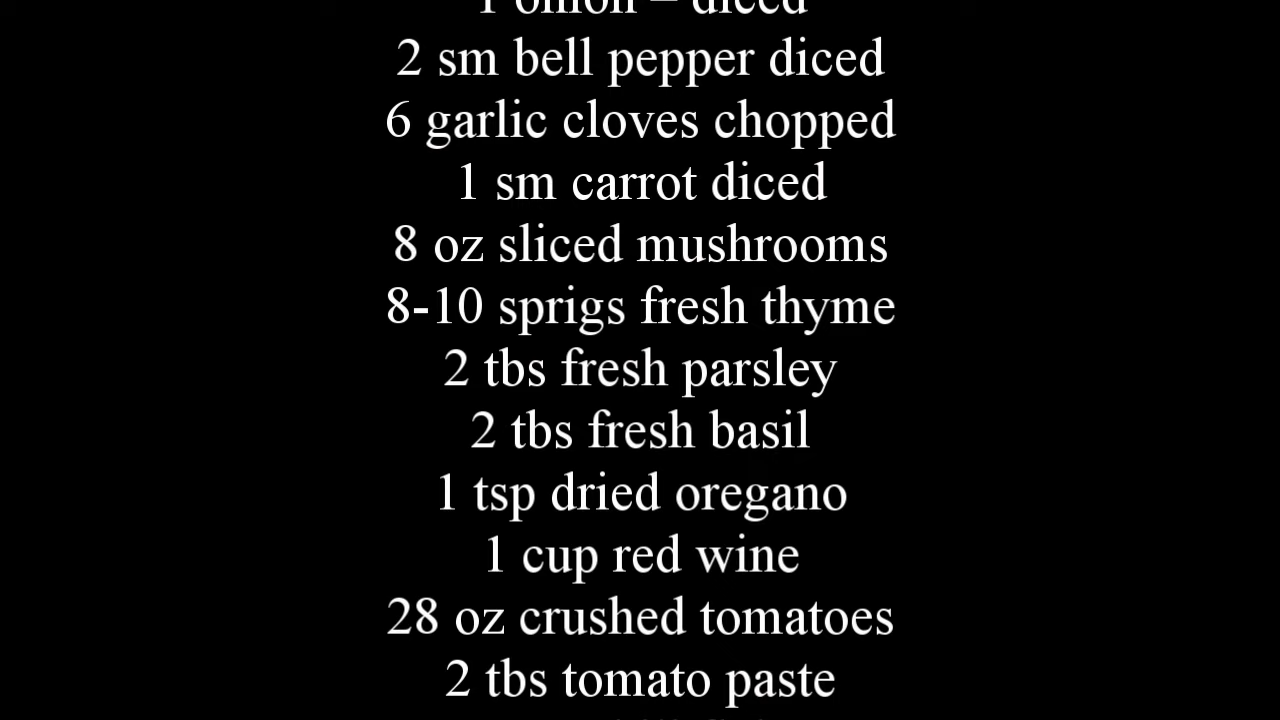 1 onion – diced
2 sm bell pepper diced
6 garlic cloves chopped
1 sm carrot diced
8 oz sliced mushrooms
8-10 sprigs fresh thyme
2 tbs fresh parsley
2 tbs fresh basil
1 tsp dried oregano
1 cup red wine
28 oz crushed tomatoes
2 tbs tomato paste